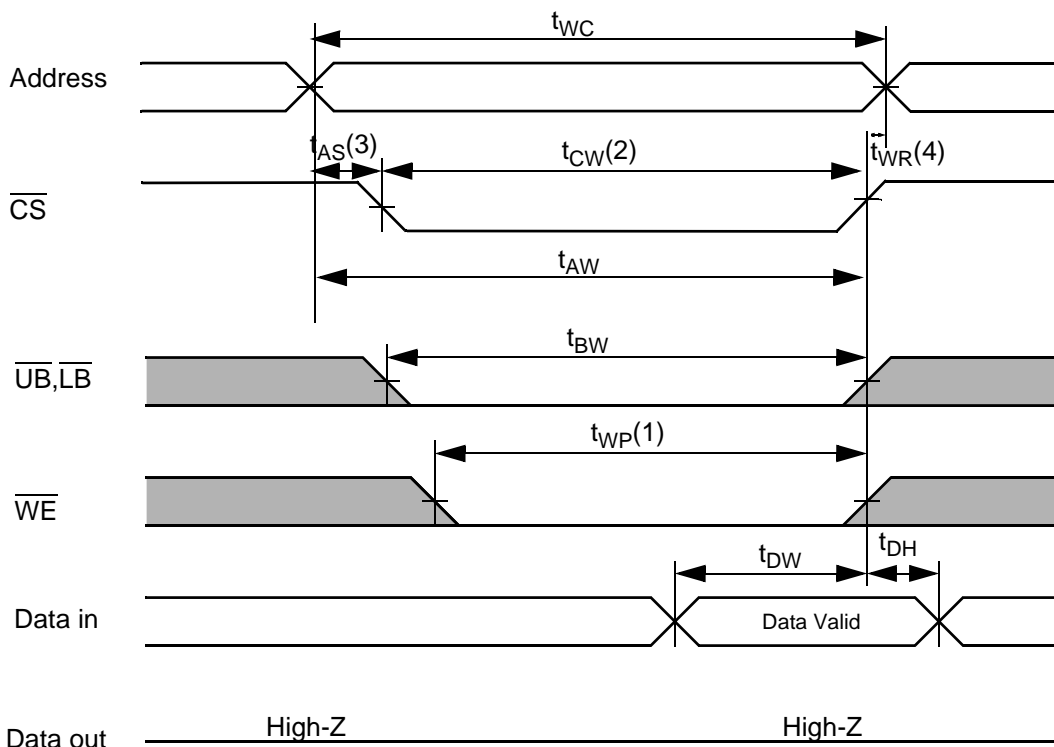 tWC
Address
tAS(3)
tCW(2)
tWR(4)
CS
tAW
UB,LB
tBW
tWP(1)
WE
tDW
tDH
Data in
Data Valid
Data out
High-Z
High-Z